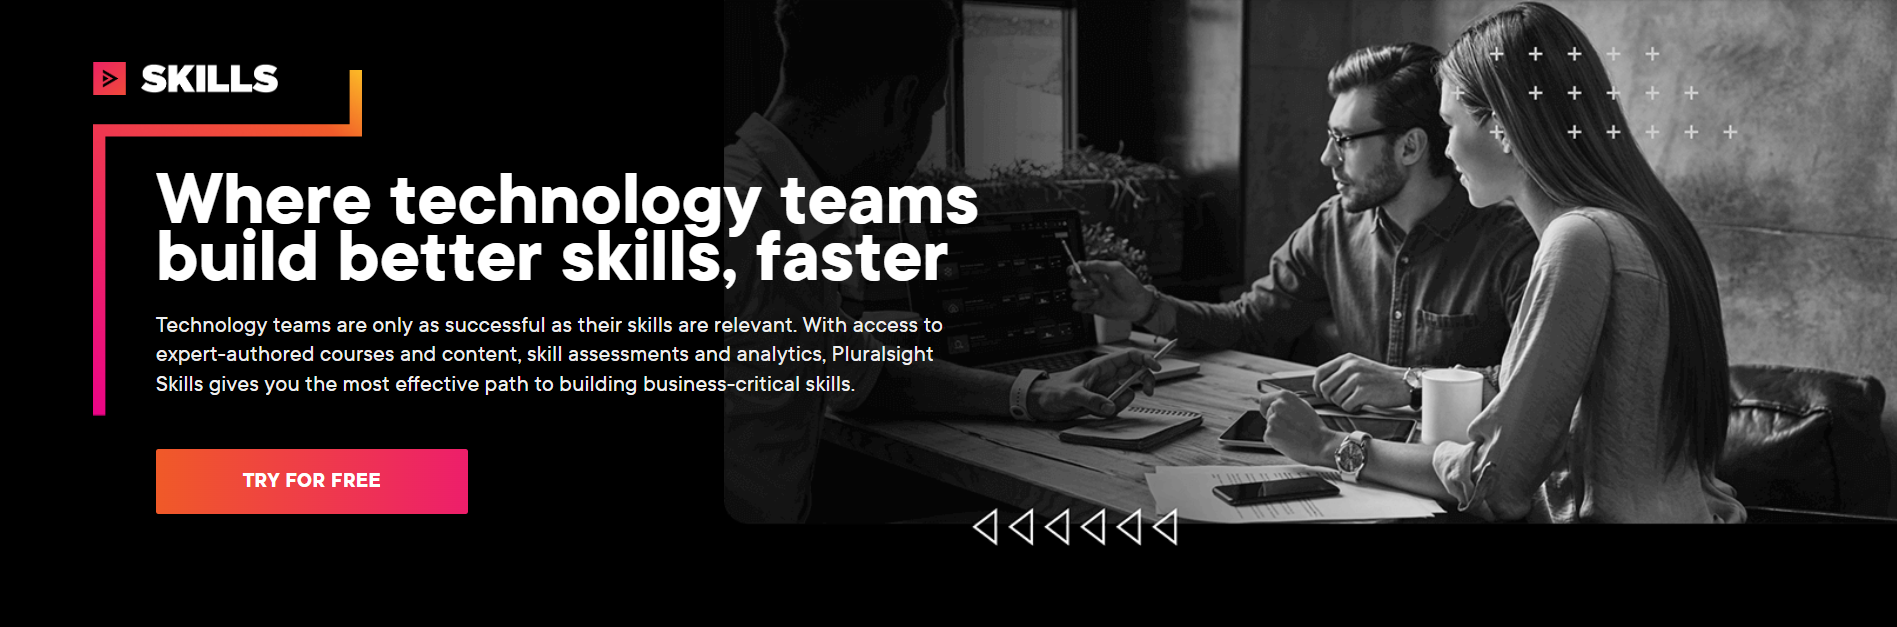 SKILLS
Where technology teams
build better skills, faster
Technology teams are only as successful as their skills are relevant. With access to
expert-authored courses and content, skill assessments and analytics, Pluralsight
Skills gives you the most effective path to building business-critical skills.
TRY FOR FREE